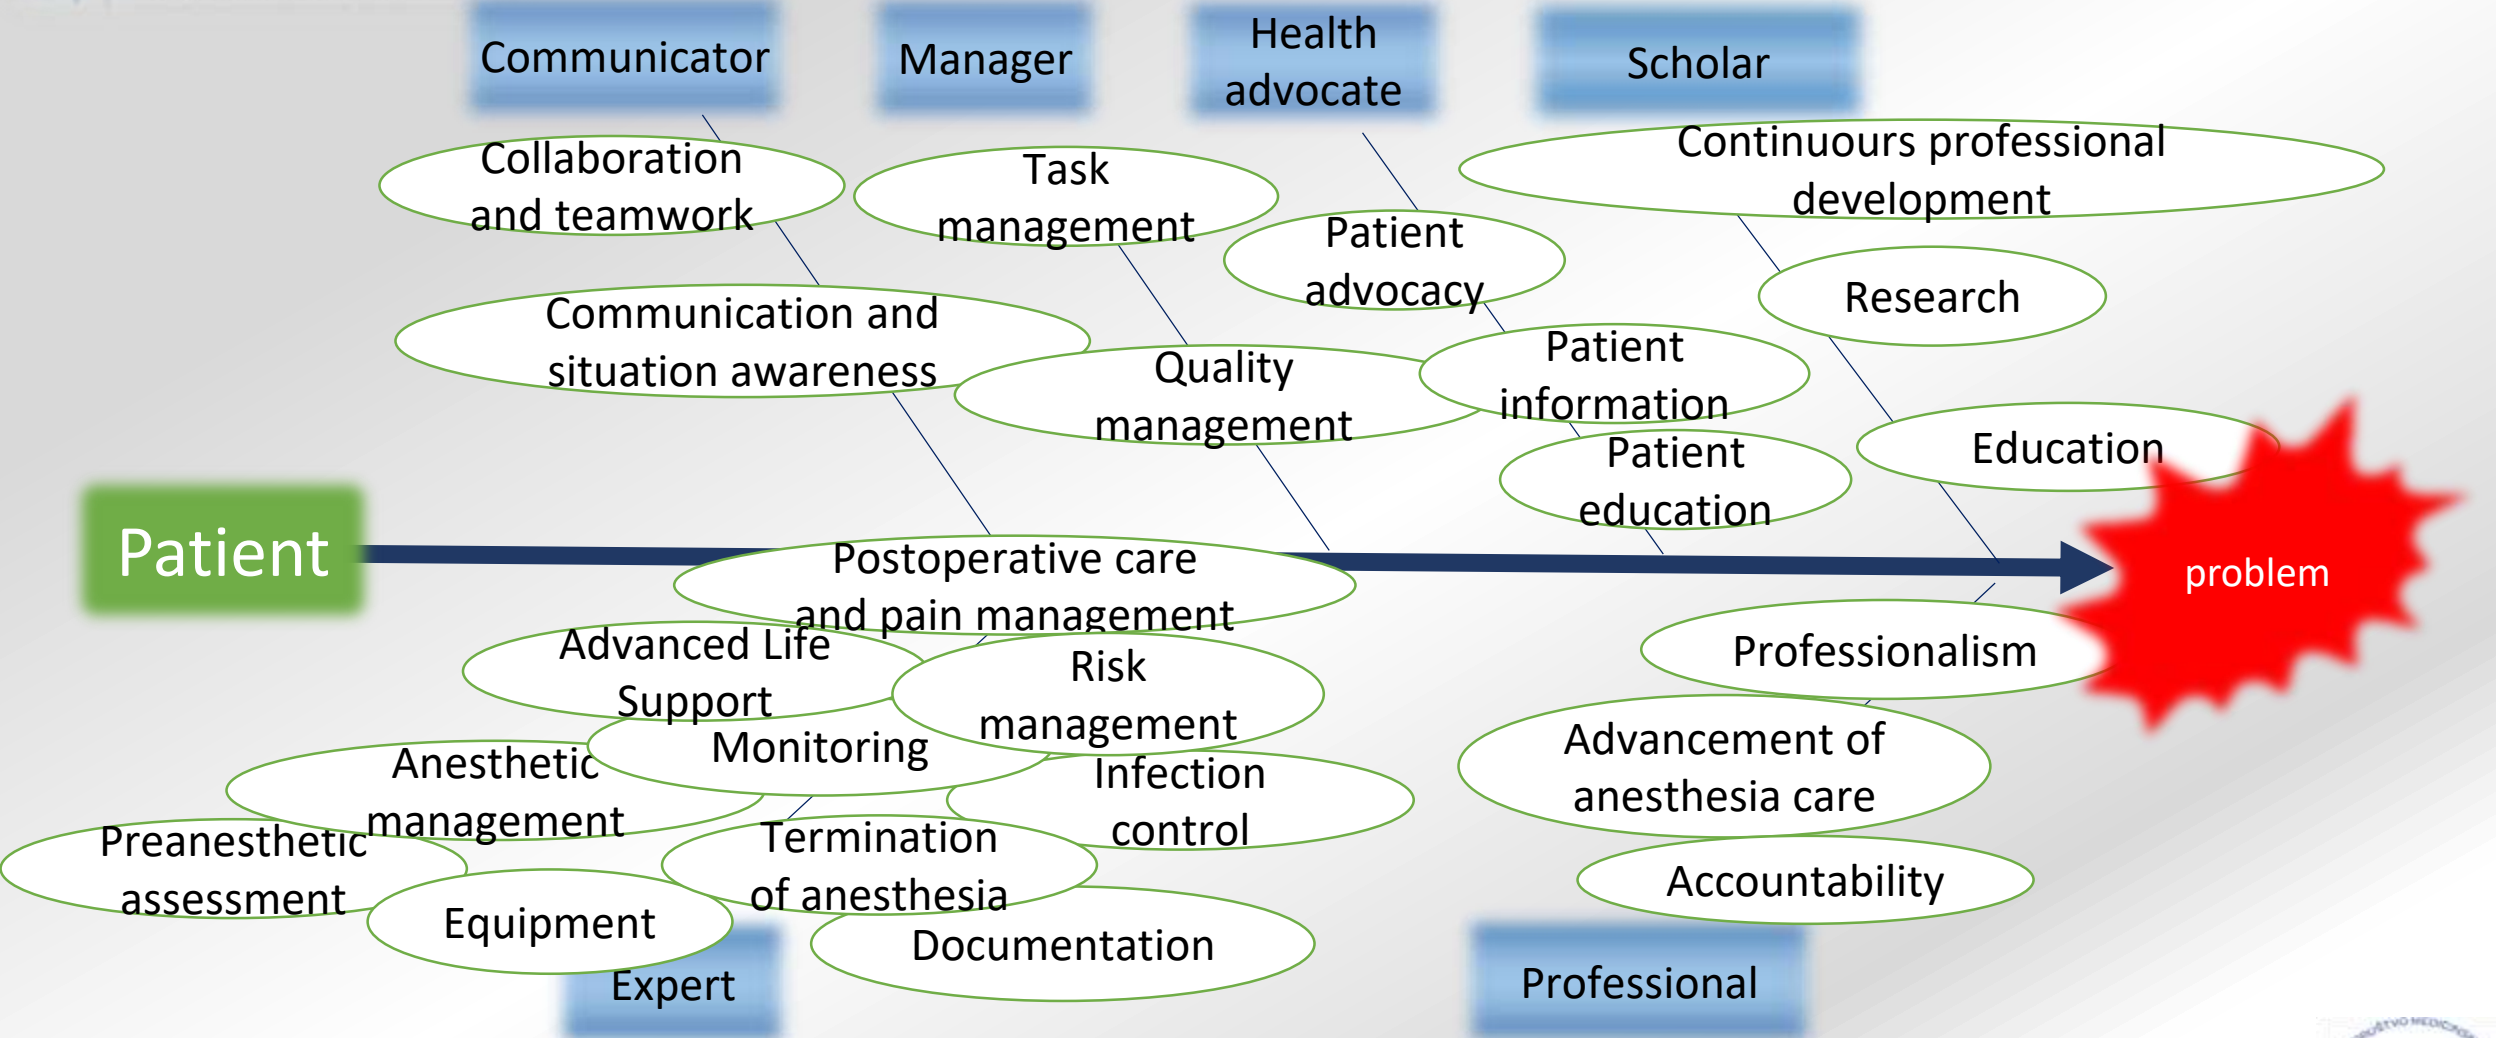 Communicator
Manager
Health
advocate
Scholar
Collaboration
and teamwork
Task
management
Continuours professional
development
Patient
advocacy
Research
Communication and
situation awareness
Quality
management
Patient
information
Patient
education
Education
Patient
problem
Postoperative care
and pain management
Advanced Life
Support
Risk
management
Professionalism
Monitoring
Anesthetic
management
Infection
control
Advancement of
anesthesia care
Preanesthetic
assessment
Termination
of anesthesia
Accountability
Equipment
Documentation
Expert
Professional